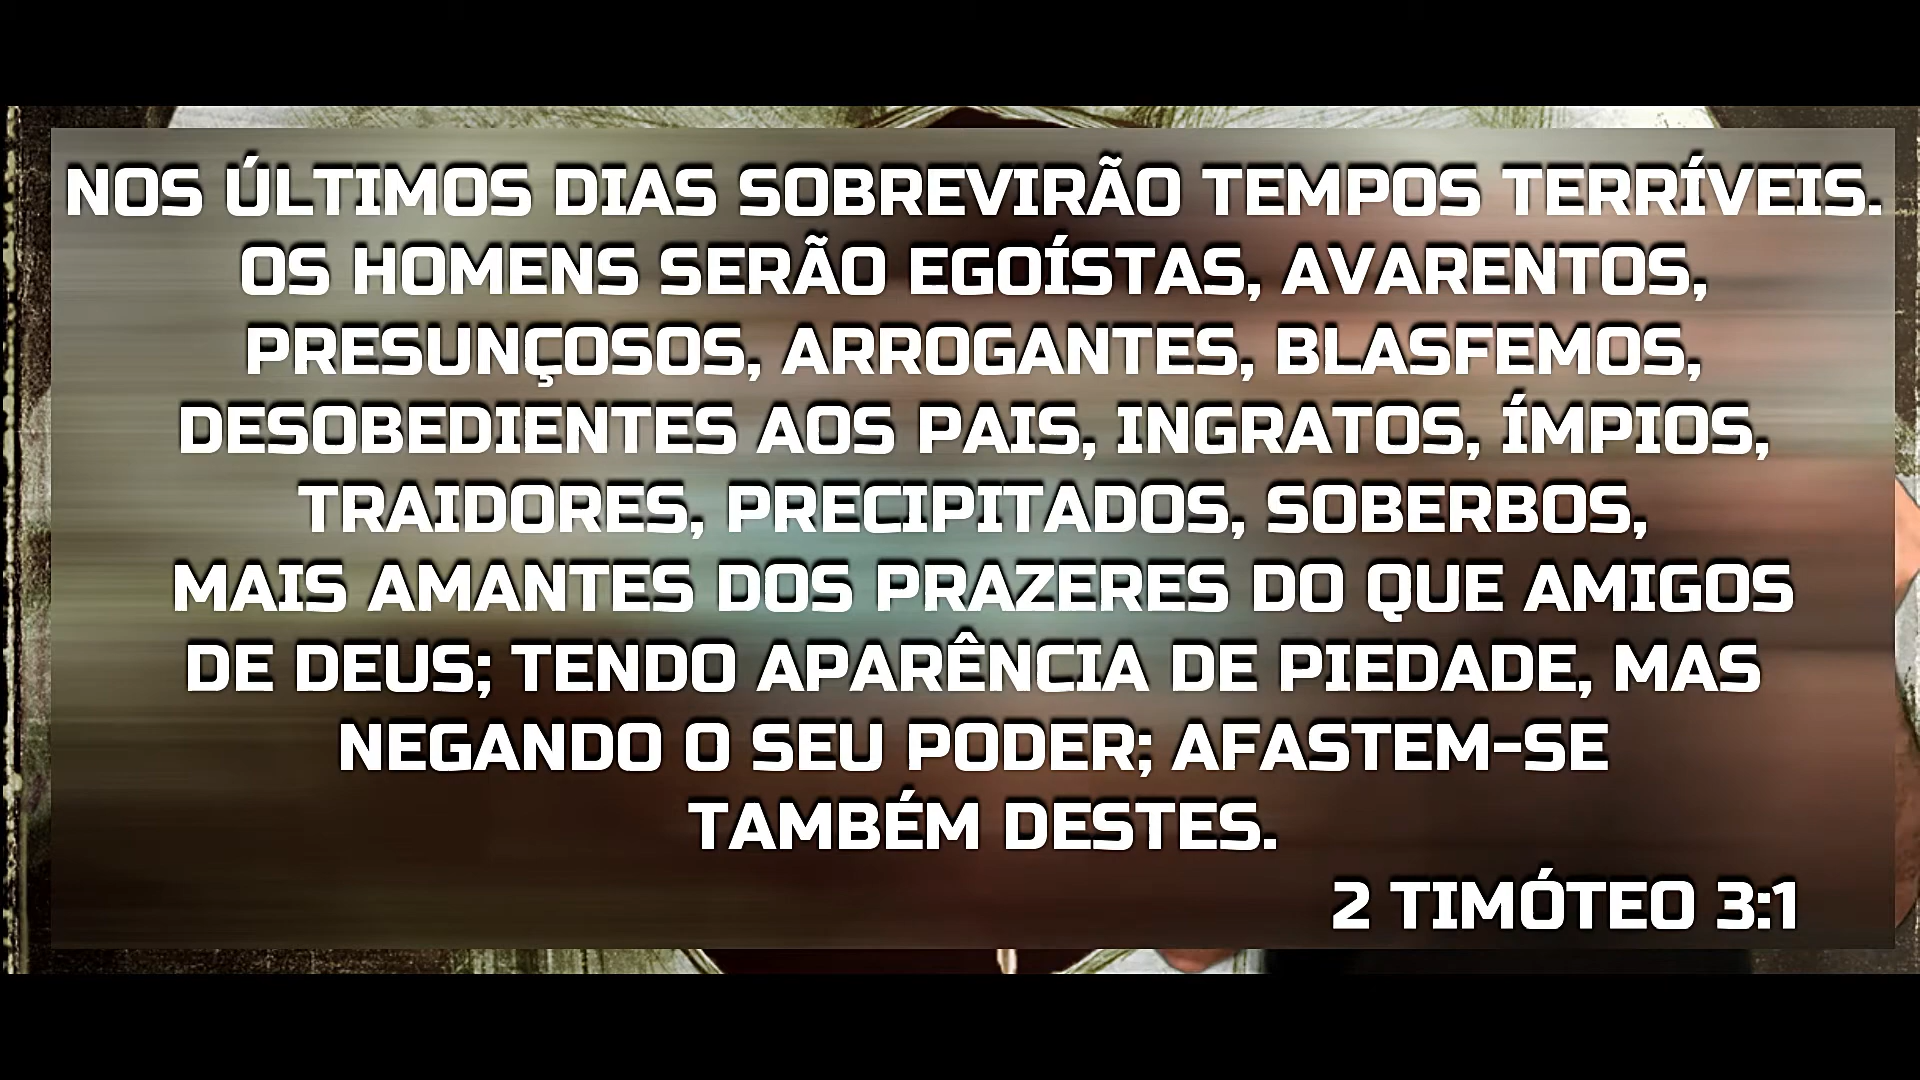 NOS ÚLTIMOS DIAS SOBREVIRÃO TEMPOS TERRÍVEIS.
OS HOMENS SERÃO EGOÍSTAS, AVARENTOS,
PRESUNÇOSOS, ARROGANTES, BLASFEMOS,
DESOBEDIENTES AOS PAIS, INGRATOS, ÍMPIOS,
TRAIDORES, PRECIPITADOS, SOBERBOS,
MAIS AMANTES DOS PRAZERES DO QUE AMIGOS
DE DEUS; TENDO APARÊNCIA DE PIEDADE, MAS
NEGANDO O SEU PODER; AFASTEM-SE
TAMBÉM DESTES.
2 TIMÓTEO 3:1